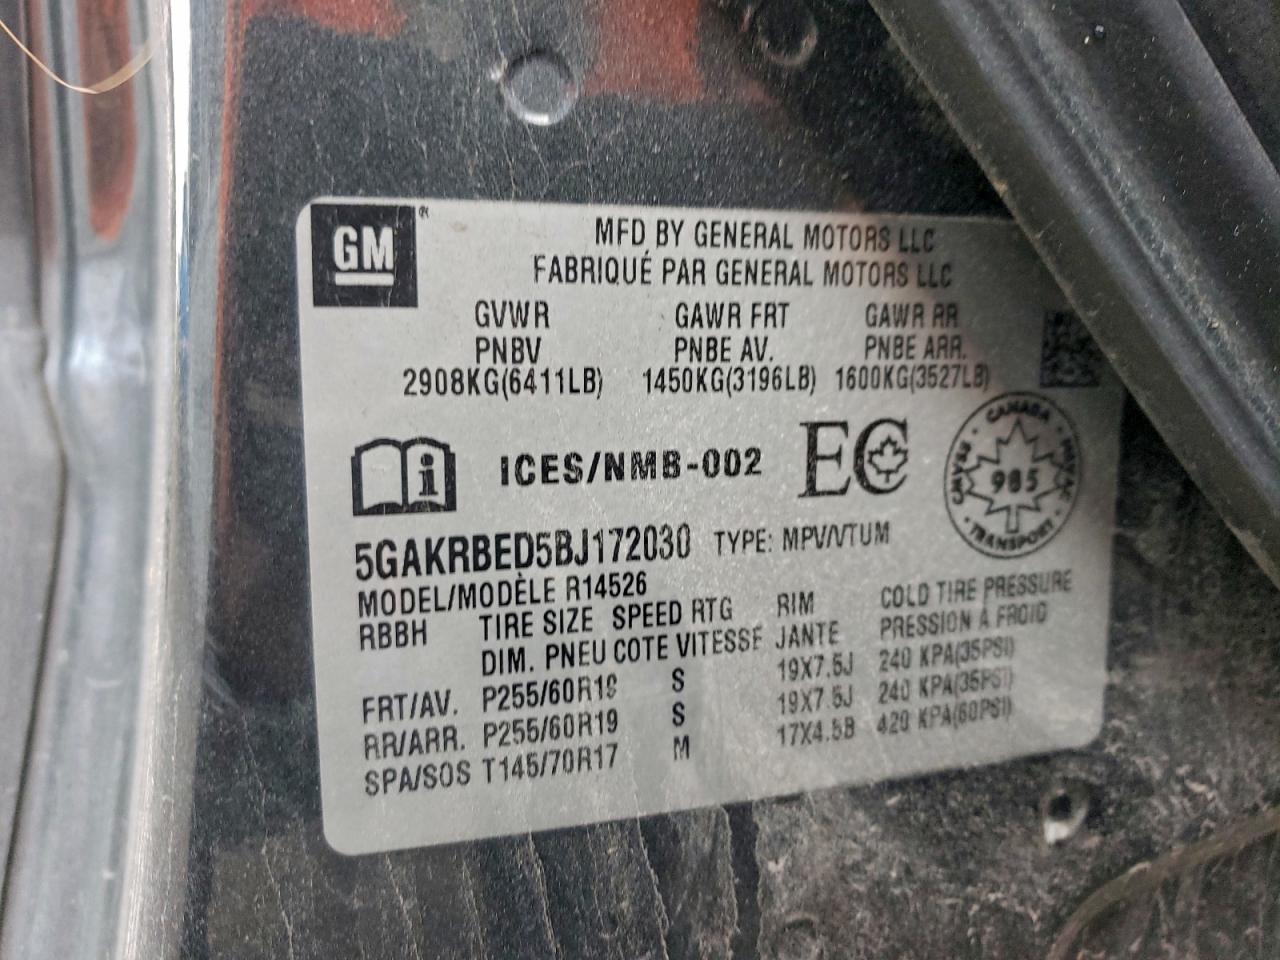 GM®
MFD BY GENERAL MOTORS LLC
FABRIQUÉ PAR GENERAL MOTORS LLC
GVWR GAWR FRT GAWR RR
PNBV PNBE AV. PNBE ARR.
2908KG(6411LB) 1450KG(3196LB) 1600KG(3527LB)
i ICES/NMB-002 EC
CANADA
985
TRANSPORT
5GAKRBED5BJ172030 TYPE: MPV/VTUM
MODEL/MODÈLE R14526
RBBH TIRE SIZE SPEED RTG RIM COLD TIRE PRESSURE
DIM. PNEU COTE VITESSE JANTE PRESSION À FROID
FRT/AV. P255/60R19 S 19X7.5J 240 KPA(35PSI)
RR/ARR. P255/60R19 S 19X7.5J 240 KPA(35PSI)
SPA/SOS T145/70R17 M 17X4.5B 420 KPA(60PSI)